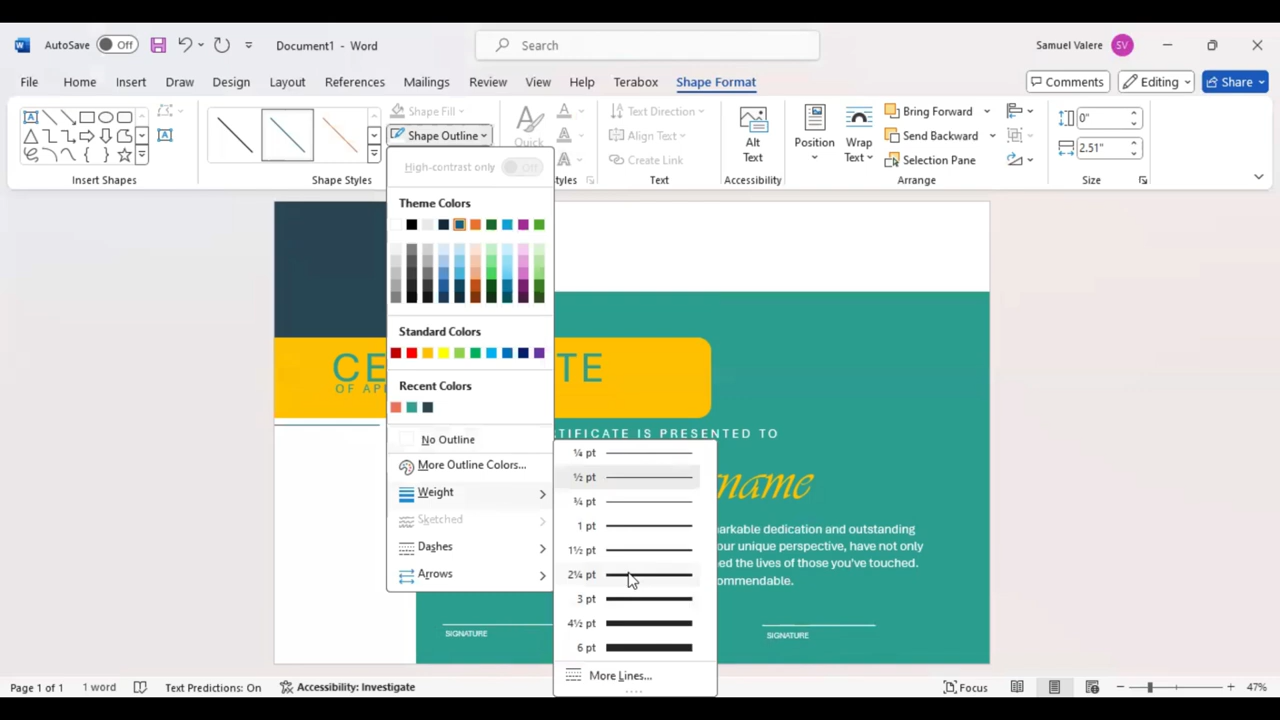 AutoSave Off Document1 - Word Search Samuel Valere SV
File Home Insert Draw Design Layout References Mailings Review View Help Terabox Shape Format Comments Editing Share
Shape Fill
Shape Outline
Quick
Text Direction
Align Text
Create Link
Alt
Text
Position
Wrap
Text
Bring Forward
Send Backward
Selection Pane
0"
2.51"
Insert Shapes Shape Styles Text Accessibility Arrange Size
High-contrast only Off
Theme Colors
Standard Colors
Recent Colors
No Outline
More Outline Colors...
Weight
Sketched
Dashes
Arrows
¼ pt
½ pt
¾ pt
1 pt
1½ pt
2¼ pt
3 pt
4½ pt
6 pt
More Lines...
CE TE
OF AP
TIFICATE IS PRESENTED TO
name
markable dedication and outstanding
our unique perspective, have not only
ed the lives of those you've touched.
ommendable.
SIGNATURE SIGNATURE
Page 1 of 1 1 word Text Predictions: On Accessibility: Investigate Focus 47%